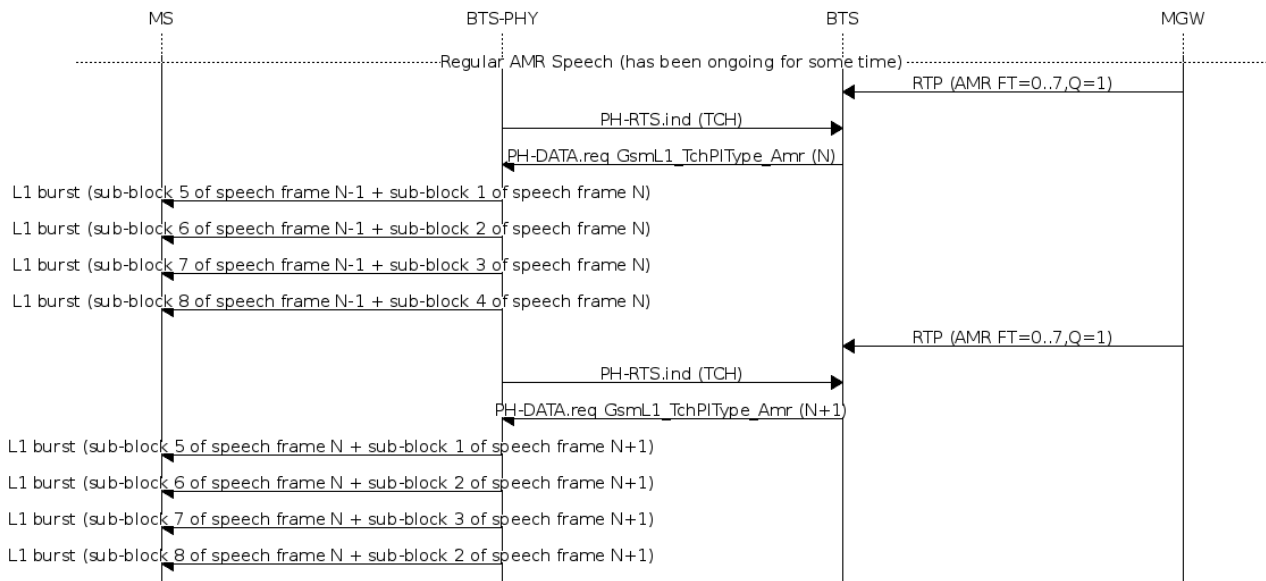 MS BTS-PHY BTS MGW
Regular AMR Speech (has been ongoing for some time)
RTP (AMR FT=0..7,Q=1)
PH-RTS.ind (TCH)
PH-DATA.req GsmL1_TchPlType_Amr (N)
L1 burst (sub-block 5 of speech frame N-1 + sub-block 1 of speech frame N)
L1 burst (sub-block 6 of speech frame N-1 + sub-block 2 of speech frame N)
L1 burst (sub-block 7 of speech frame N-1 + sub-block 3 of speech frame N)
L1 burst (sub-block 8 of speech frame N-1 + sub-block 4 of speech frame N)
RTP (AMR FT=0..7,Q=1)
PH-RTS.ind (TCH)
PH-DATA.req GsmL1_TchPlType_Amr (N+1)
L1 burst (sub-block 5 of speech frame N + sub-block 1 of speech frame N+1)
L1 burst (sub-block 6 of speech frame N + sub-block 2 of speech frame N+1)
L1 burst (sub-block 7 of speech frame N + sub-block 3 of speech frame N+1)
L1 burst (sub-block 8 of speech frame N + sub-block 2 of speech frame N+1)